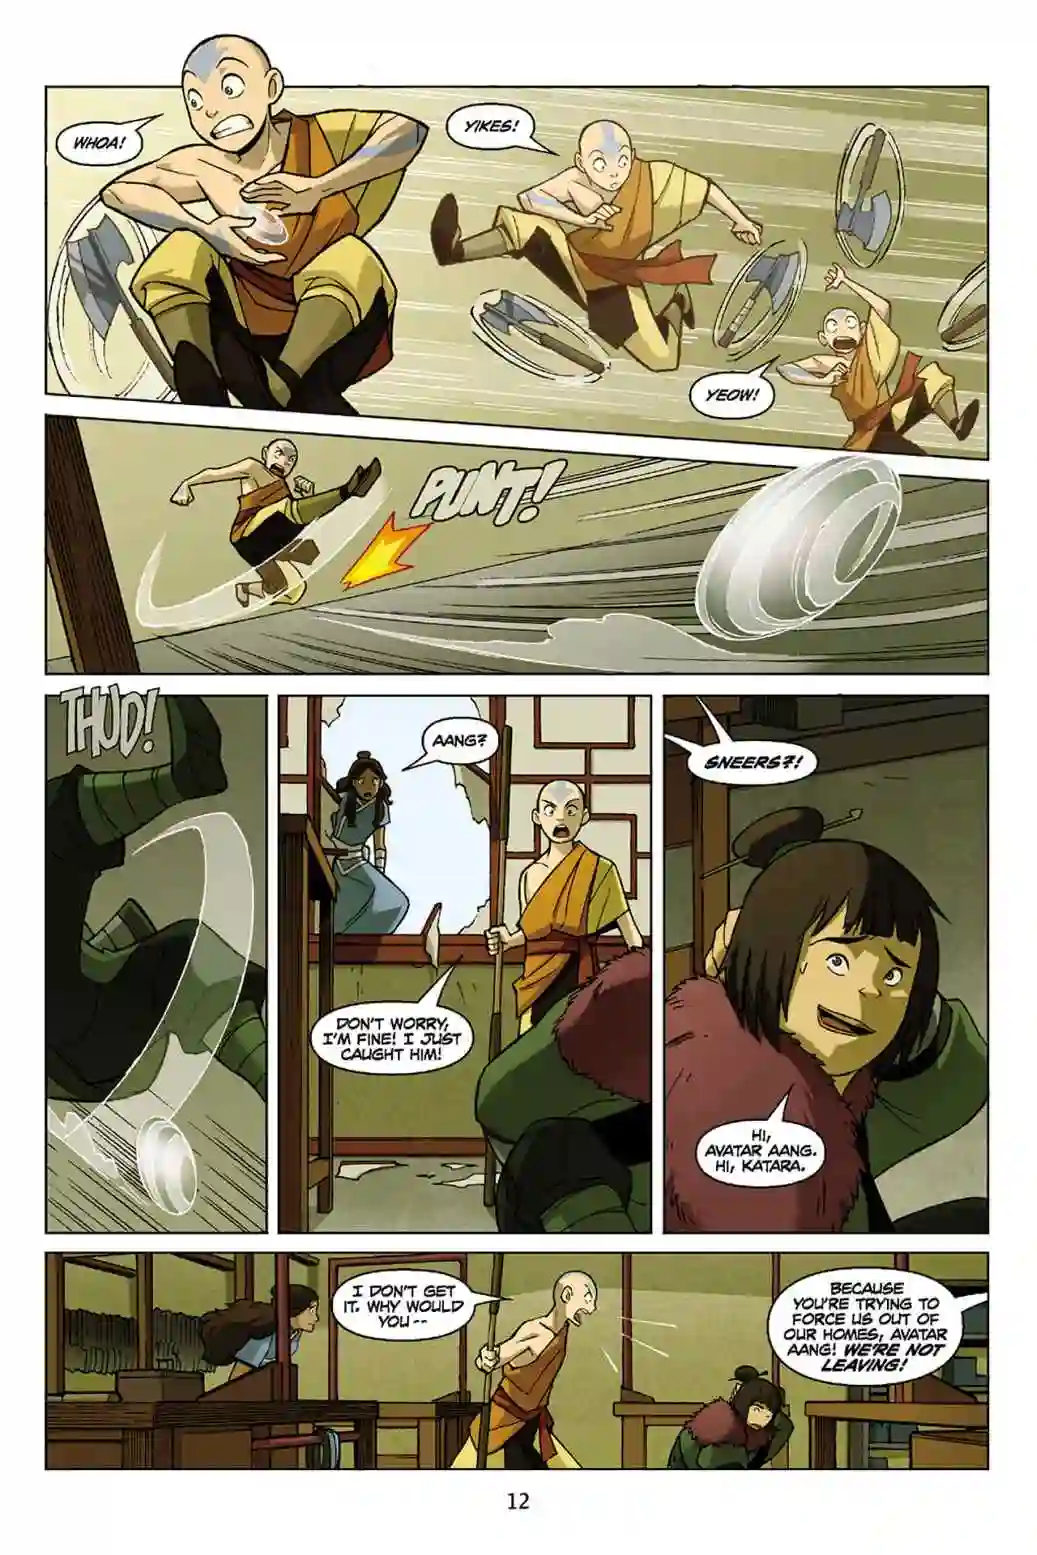 WHOA!
YIKES!
YEOW!
PUNT!
THUD!
AANG?
DON'T WORRY,
I'M FINE! I JUST
CAUGHT HIM!
SNEERS?!
HI,
AVATAR AANG.
HI, KATARA.
I DON'T GET
IT. WHY WOULD
YOU --
BECAUSE
YOU'RE TRYING TO
FORCE US OUT OF
OUR HOMES, AVATAR
AANG! WE'RE NOT
LEAVING!
12